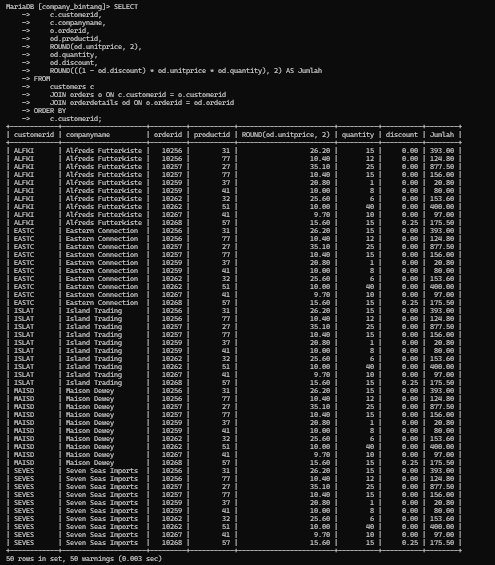 MariaDB [company_bintang]> SELECT
-> c.customerid,
-> c.companyname,
-> o.orderid,
-> od.productid,
-> ROUND(od.unitprice, 2),
-> od.quantity,
-> od.discount,
-> ROUND(((1 - od.discount) * od.unitprice * od.quantity), 2) AS Jumlah
-> FROM
-> customers c
-> JOIN orders o ON c.customerid = o.customerid
-> JOIN orderdetails od ON o.orderid = od.orderid
-> ORDER BY
-> c.customerid;
| customerid | companyname | orderid | productid | ROUND(od.unitprice, 2) | quantity | discount | Jumlah |
| ALFKI | Alfreds Futterkiste | 10256 | 31 | 26.20 | 15 | 0.00 | 393.00 |
| ALFKI | Alfreds Futterkiste | 10256 | 77 | 10.40 | 12 | 0.00 | 124.80 |
| ALFKI | Alfreds Futterkiste | 10257 | 27 | 35.10 | 25 | 0.00 | 877.50 |
| ALFKI | Alfreds Futterkiste | 10257 | 77 | 10.40 | 15 | 0.00 | 156.00 |
| ALFKI | Alfreds Futterkiste | 10259 | 37 | 20.80 | 1 | 0.00 | 20.80 |
| ALFKI | Alfreds Futterkiste | 10259 | 41 | 10.00 | 8 | 0.00 | 80.00 |
| ALFKI | Alfreds Futterkiste | 10262 | 32 | 25.60 | 6 | 0.00 | 153.60 |
| ALFKI | Alfreds Futterkiste | 10262 | 51 | 10.00 | 40 | 0.00 | 400.00 |
| ALFKI | Alfreds Futterkiste | 10267 | 41 | 9.70 | 10 | 0.00 | 97.00 |
| ALFKI | Alfreds Futterkiste | 10268 | 57 | 15.60 | 15 | 0.25 | 175.50 |
| EASTC | Eastern Connection | 10256 | 31 | 26.20 | 15 | 0.00 | 393.00 |
| EASTC | Eastern Connection | 10256 | 77 | 10.40 | 12 | 0.00 | 124.80 |
| EASTC | Eastern Connection | 10257 | 27 | 35.10 | 25 | 0.00 | 877.50 |
| EASTC | Eastern Connection | 10257 | 77 | 10.40 | 15 | 0.00 | 156.00 |
| EASTC | Eastern Connection | 10259 | 37 | 20.80 | 1 | 0.00 | 20.80 |
| EASTC | Eastern Connection | 10259 | 41 | 10.00 | 8 | 0.00 | 80.00 |
| EASTC | Eastern Connection | 10262 | 32 | 25.60 | 6 | 0.00 | 153.60 |
| EASTC | Eastern Connection | 10262 | 51 | 10.00 | 40 | 0.00 | 400.00 |
| EASTC | Eastern Connection | 10267 | 41 | 9.70 | 10 | 0.00 | 97.00 |
| EASTC | Eastern Connection | 10268 | 57 | 15.60 | 15 | 0.25 | 175.50 |
| ISLAT | Island Trading | 10256 | 31 | 26.20 | 15 | 0.00 | 393.00 |
| ISLAT | Island Trading | 10256 | 77 | 10.40 | 12 | 0.00 | 124.80 |
| ISLAT | Island Trading | 10257 | 27 | 35.10 | 25 | 0.00 | 877.50 |
| ISLAT | Island Trading | 10257 | 77 | 10.40 | 15 | 0.00 | 156.00 |
| ISLAT | Island Trading | 10259 | 37 | 20.80 | 1 | 0.00 | 20.80 |
| ISLAT | Island Trading | 10259 | 41 | 10.00 | 8 | 0.00 | 80.00 |
| ISLAT | Island Trading | 10262 | 32 | 25.60 | 6 | 0.00 | 153.60 |
| ISLAT | Island Trading | 10262 | 51 | 10.00 | 40 | 0.00 | 400.00 |
| ISLAT | Island Trading | 10267 | 41 | 9.70 | 10 | 0.00 | 97.00 |
| ISLAT | Island Trading | 10268 | 57 | 15.60 | 15 | 0.25 | 175.50 |
| MAISD | Maison Dewey | 10256 | 31 | 26.20 | 15 | 0.00 | 393.00 |
| MAISD | Maison Dewey | 10256 | 77 | 10.40 | 12 | 0.00 | 124.80 |
| MAISD | Maison Dewey | 10257 | 27 | 35.10 | 25 | 0.00 | 877.50 |
| MAISD | Maison Dewey | 10257 | 77 | 10.40 | 15 | 0.00 | 156.00 |
| MAISD | Maison Dewey | 10259 | 37 | 20.80 | 1 | 0.00 | 20.80 |
| MAISD | Maison Dewey | 10259 | 41 | 10.00 | 8 | 0.00 | 80.00 |
| MAISD | Maison Dewey | 10262 | 32 | 25.60 | 6 | 0.00 | 153.60 |
| MAISD | Maison Dewey | 10262 | 51 | 10.00 | 40 | 0.00 | 400.00 |
| MAISD | Maison Dewey | 10267 | 41 | 9.70 | 10 | 0.00 | 97.00 |
| MAISD | Maison Dewey | 10268 | 57 | 15.60 | 15 | 0.25 | 175.50 |
| SEVES | Seven Seas Imports | 10256 | 31 | 26.20 | 15 | 0.00 | 393.00 |
| SEVES | Seven Seas Imports | 10256 | 77 | 10.40 | 12 | 0.00 | 124.80 |
| SEVES | Seven Seas Imports | 10257 | 27 | 35.10 | 25 | 0.00 | 877.50 |
| SEVES | Seven Seas Imports | 10257 | 77 | 10.40 | 15 | 0.00 | 156.00 |
| SEVES | Seven Seas Imports | 10259 | 37 | 20.80 | 1 | 0.00 | 20.80 |
| SEVES | Seven Seas Imports | 10259 | 41 | 10.00 | 8 | 0.00 | 80.00 |
| SEVES | Seven Seas Imports | 10262 | 32 | 25.60 | 6 | 0.00 | 153.60 |
| SEVES | Seven Seas Imports | 10262 | 51 | 10.00 | 40 | 0.00 | 400.00 |
| SEVES | Seven Seas Imports | 10267 | 41 | 9.70 | 10 | 0.00 | 97.00 |
| SEVES | Seven Seas Imports | 10268 | 57 | 15.60 | 15 | 0.25 | 175.50 |
50 rows in set, 50 warnings (0.003 sec)